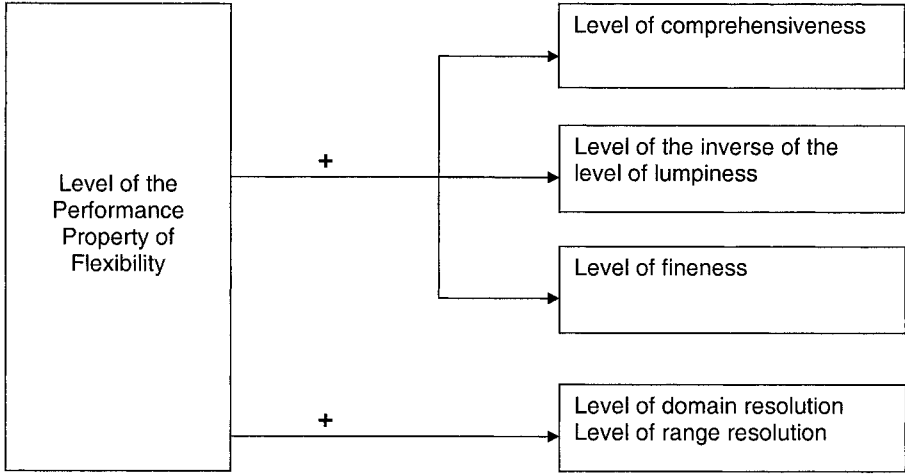 Level of the
Performance
Property of
Flexibility
+
+
Level of comprehensiveness
Level of the inverse of the
level of lumpiness
Level of fineness
Level of domain resolution
Level of range resolution